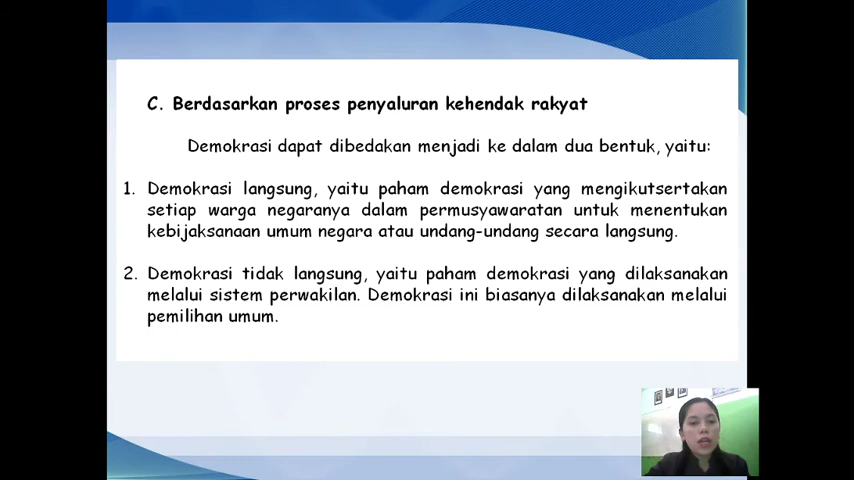 C. Berdasarkan proses penyaluran kehendak rakyat
Demokrasi dapat dibedakan menjadi ke dalam dua bentuk, yaitu:
1. Demokrasi langsung, yaitu paham demokrasi yang mengikutsertakan
setiap warga negaranya dalam permusyawaratan untuk menentukan
kebijaksanaan umum negara atau undang-undang secara langsung.
2. Demokrasi tidak langsung, yaitu paham demokrasi yang dilaksanakan
melalui sistem perwakilan. Demokrasi ini biasanya dilaksanakan melalui
pemilihan umum.